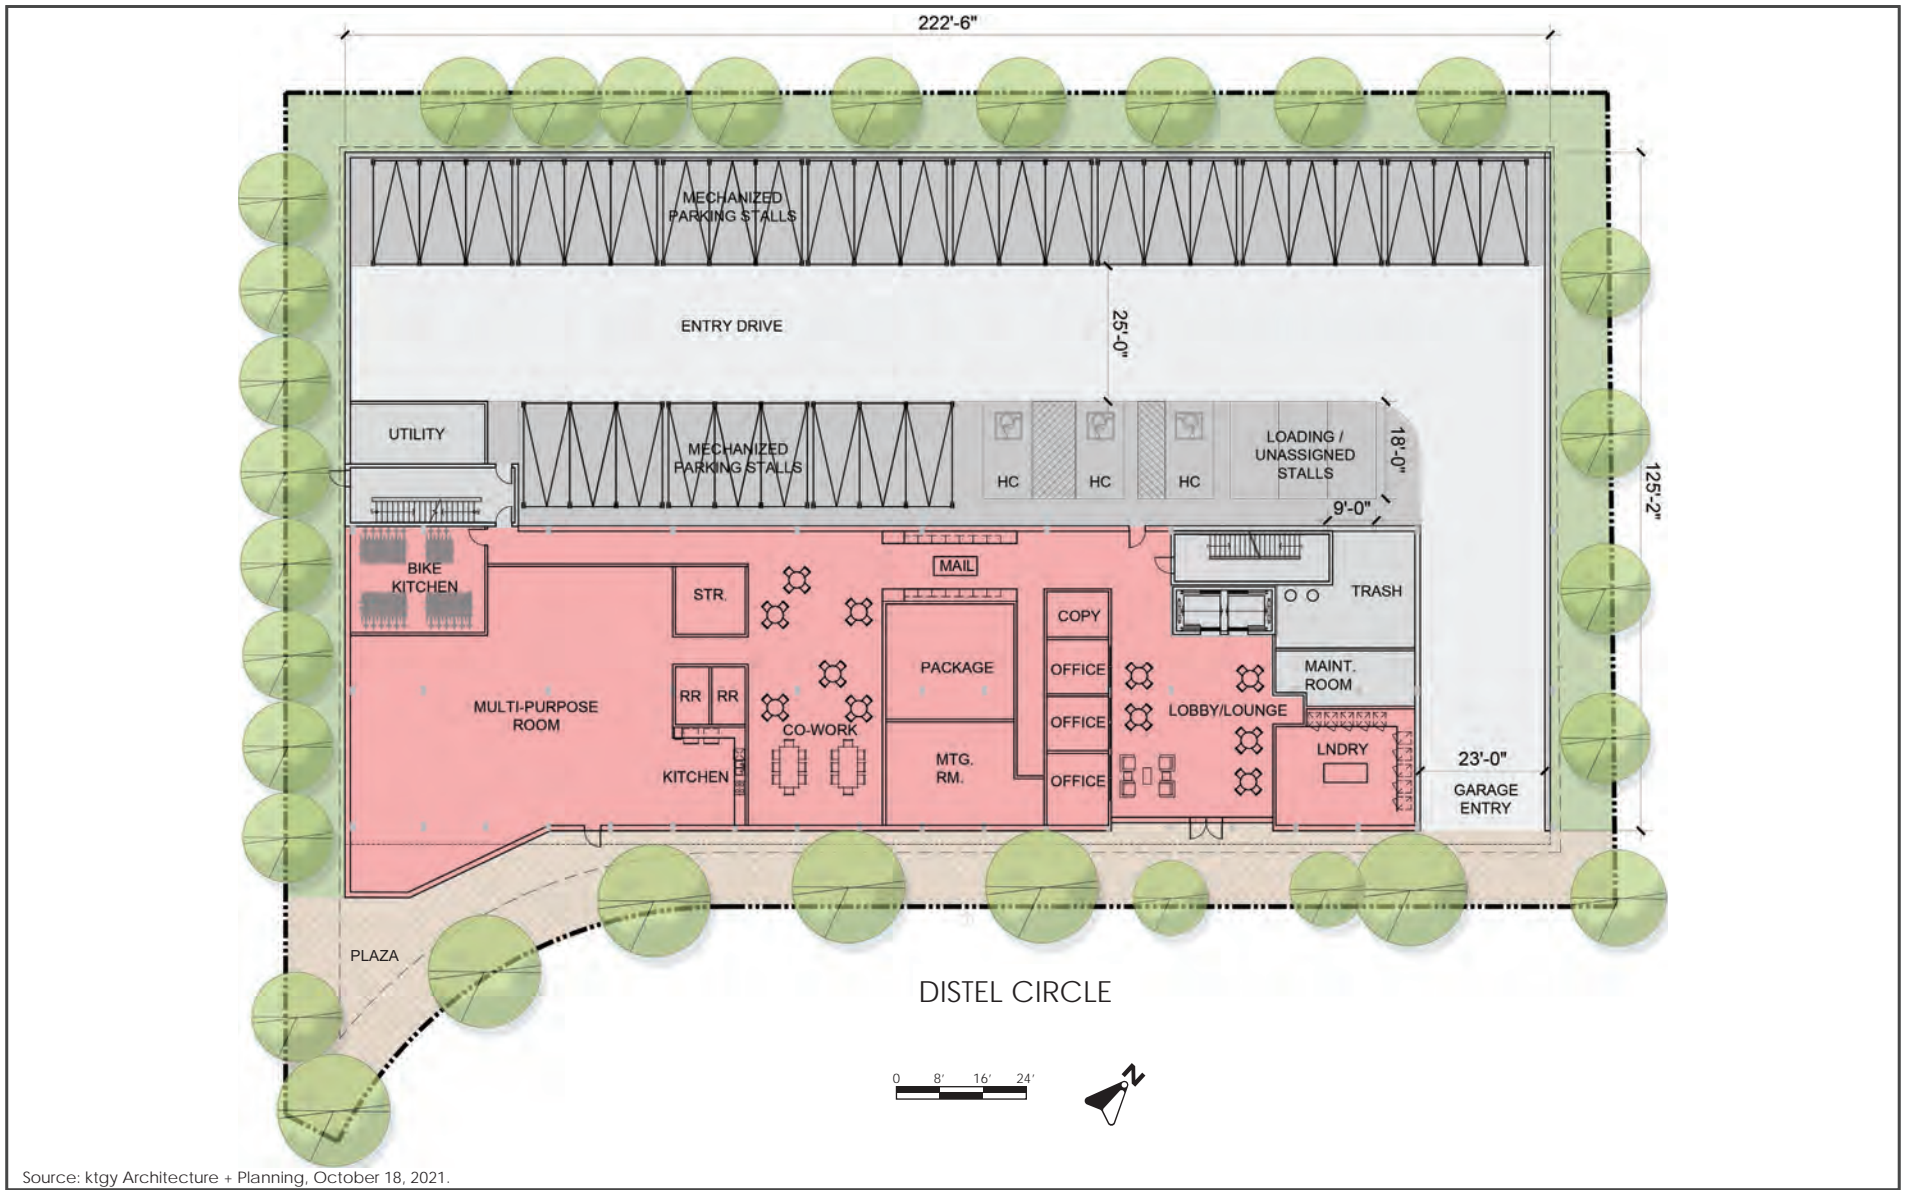 222'-6"
MECHANIZED
PARKING STALLS
ENTRY DRIVE
25'-0"
UTILITY
MECHANIZED
PARKING STALLS
HC
HC
HC
LOADING /
UNASSIGNED
STALLS
18'-0"
9'-0"
125'-2"
BIKE
KITCHEN
STR.
MAIL
COPY
TRASH
PACKAGE
OFFICE
MAINT.
ROOM
RR
RR
MULTI-PURPOSE
ROOM
CO-WORK
OFFICE
LOBBY/LOUNGE
KITCHEN
MTG.
RM.
OFFICE
LNDRY
23'-0"
GARAGE
ENTRY
PLAZA
DISTEL CIRCLE
0 8' 16' 24'
N
Source: ktgy Architecture + Planning, October 18, 2021.